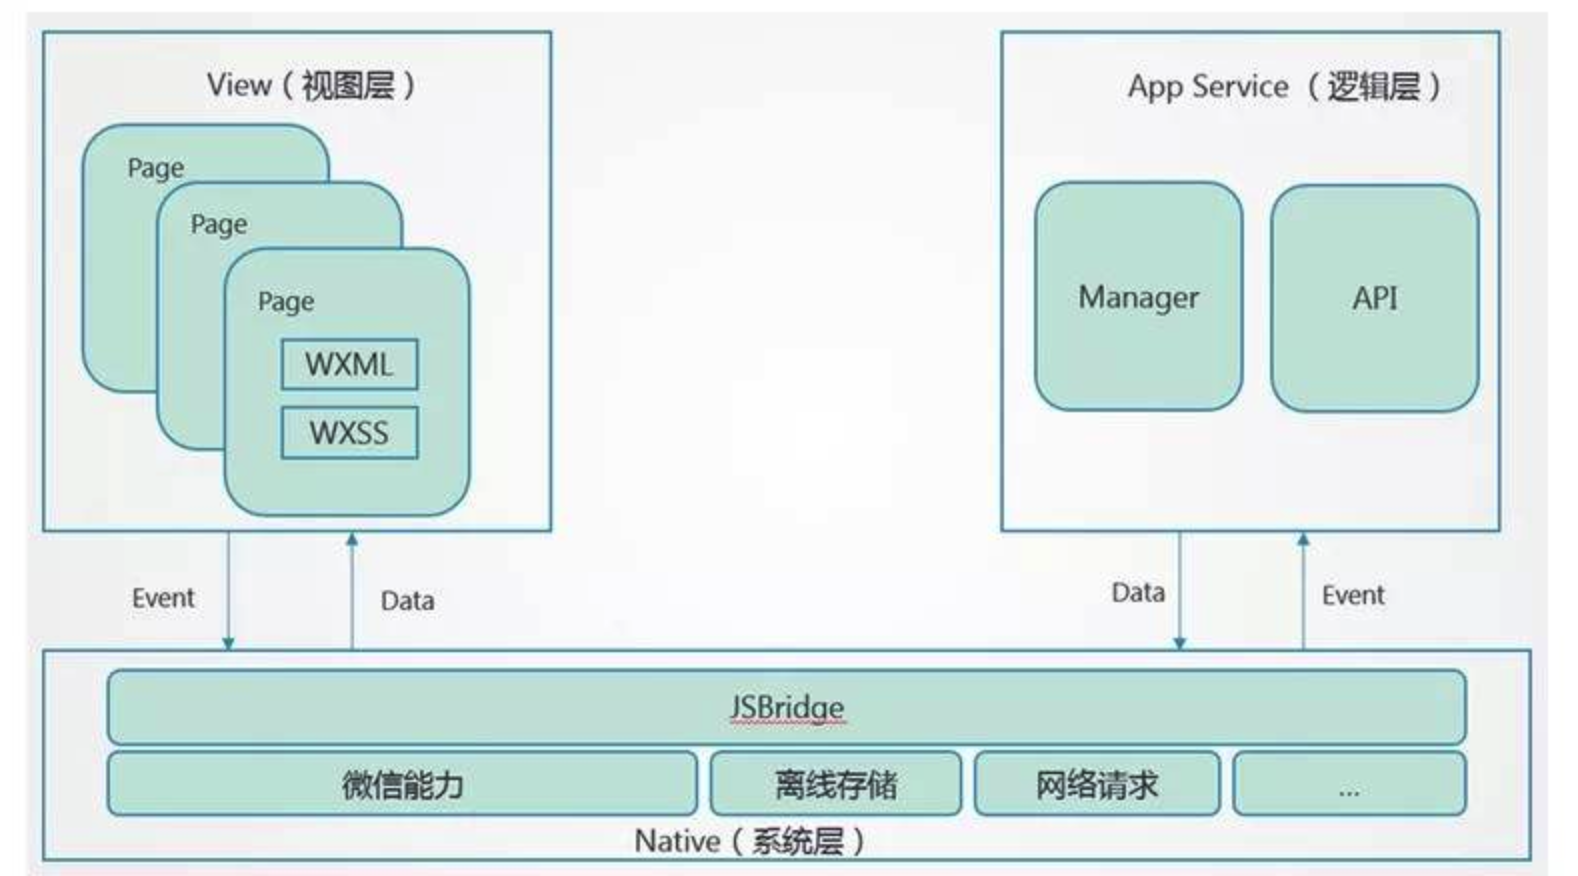 View（视图层）
Page
Page
Page
WXML
WXSS
App Service （逻辑层）
Manager
API
Event
Data
Data
Event
JSBridge
微信能力
离线存储
网络请求
...
Native（系统层）